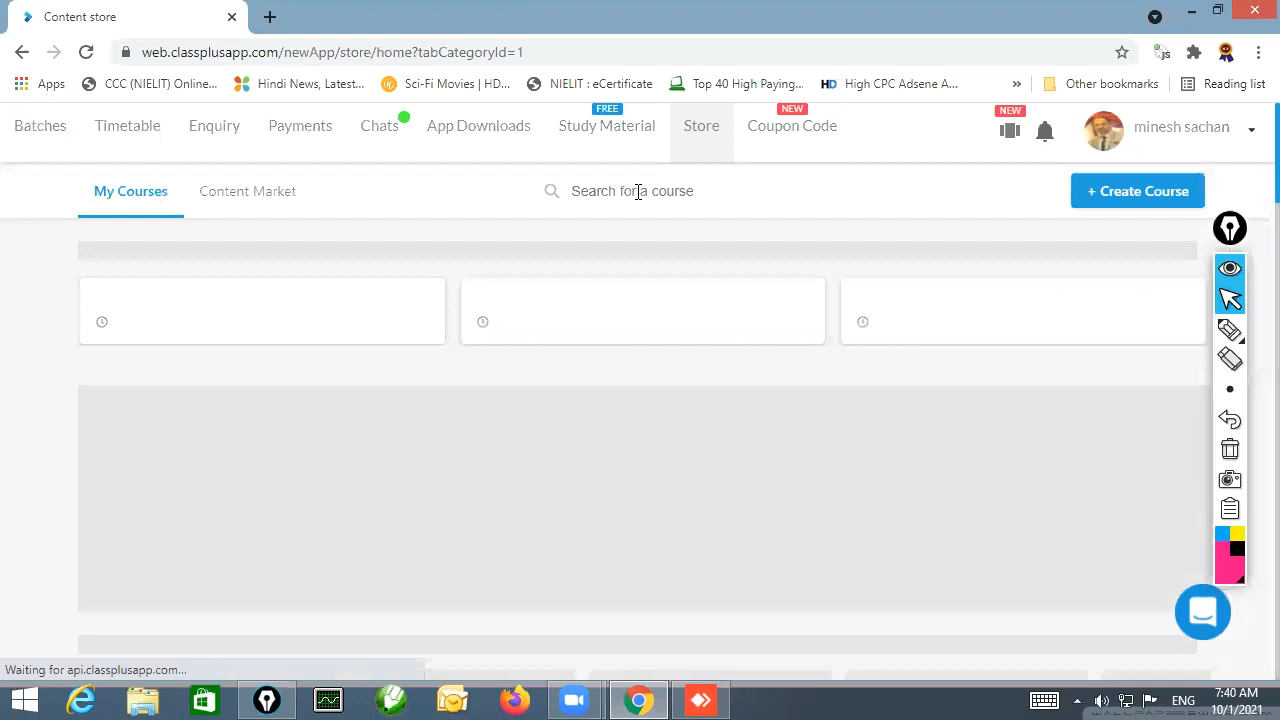 Content store
web.classplusapp.com/newApp/store/home?tabCategoryId=1
Apps CCC (NIELIT) Online... Hindi News, Latest... Sci-Fi Movies | HD... NIELIT : eCertificate Top 40 High Paying... HD High CPC Adsene A... » Other bookmarks Reading list
FREE NEW NEW
Batches Timetable Enquiry Payments Chats App Downloads Study Material Store Coupon Code minesh sachan
My Courses Content Market Search for a course + Create Course
Waiting for api.classplusapp.com...
ENG 7:40 AM
10/1/2021